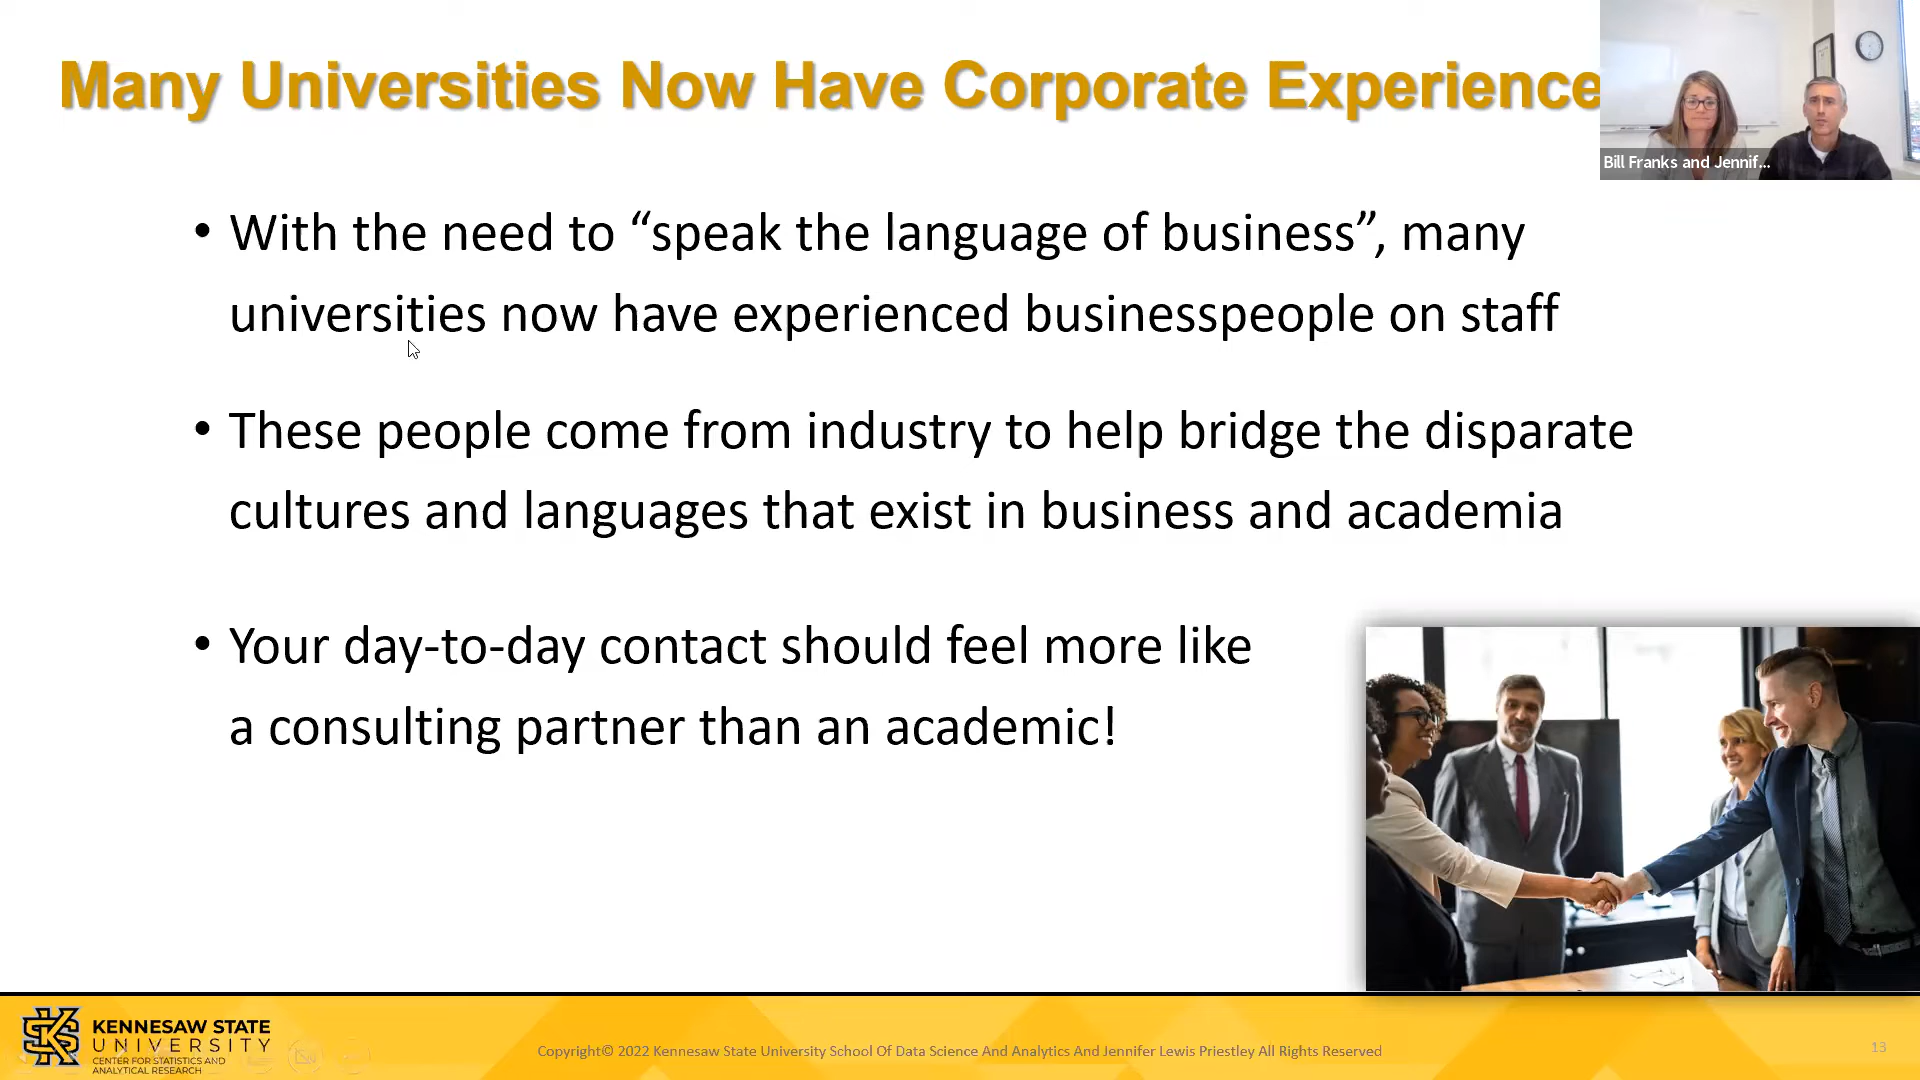 Many Universities Now Have Corporate Experience
Bill Franks and Jennif...
• With the need to “speak the language of business”, many
universities now have experienced businesspeople on staff
• These people come from industry to help bridge the disparate
cultures and languages that exist in business and academia
• Your day-to-day contact should feel more like
a consulting partner than an academic!
KENNESAW STATE
UNIVERSITY
CENTER FOR STATISTICS AND
ANALYTICAL RESEARCH
Copyright© 2022 Kennesaw State University School Of Data Science And Analytics And Jennifer Lewis Priestley All Rights Reserved
13